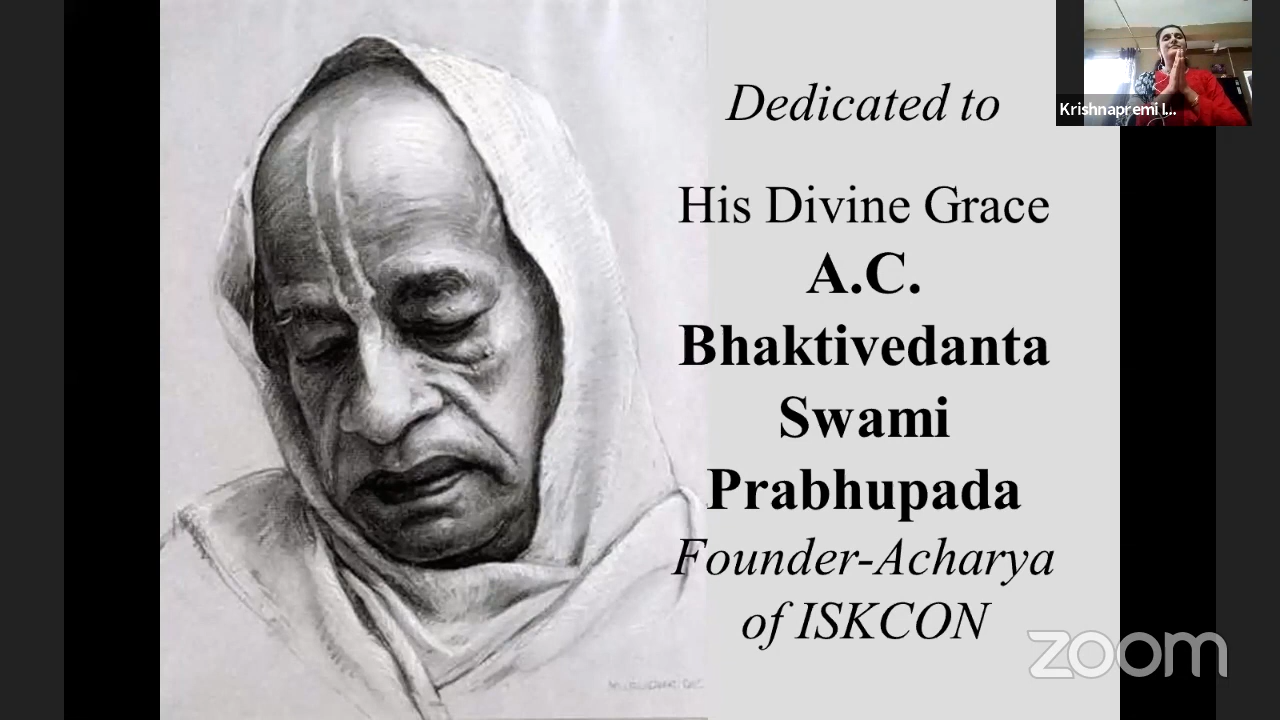 Dedicated to
His Divine Grace
A.C.
Bhaktivedanta
Swami
Prabhupada
Founder-Acharya
of ISKCON
Krishnapremi I...
zoom